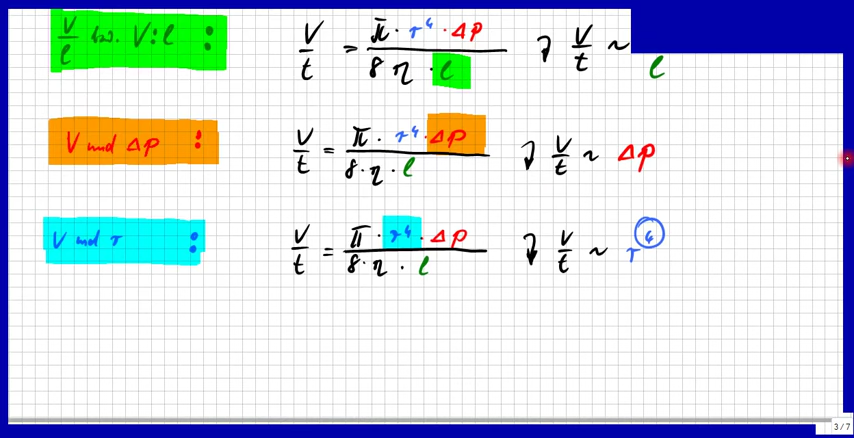 V/l bzw. V:l : V/t = π · r⁴ · Δp / 8 η · l ⇒ V/t ~ l
V und Δp : V/t = π · r⁴ · Δp / 8 · η · l ⇒ V/t ~ Δp
V und r : V/t = π · r⁴ · Δp / 8 · η · l ⇒ V/t ~ r⁴
3 / 7